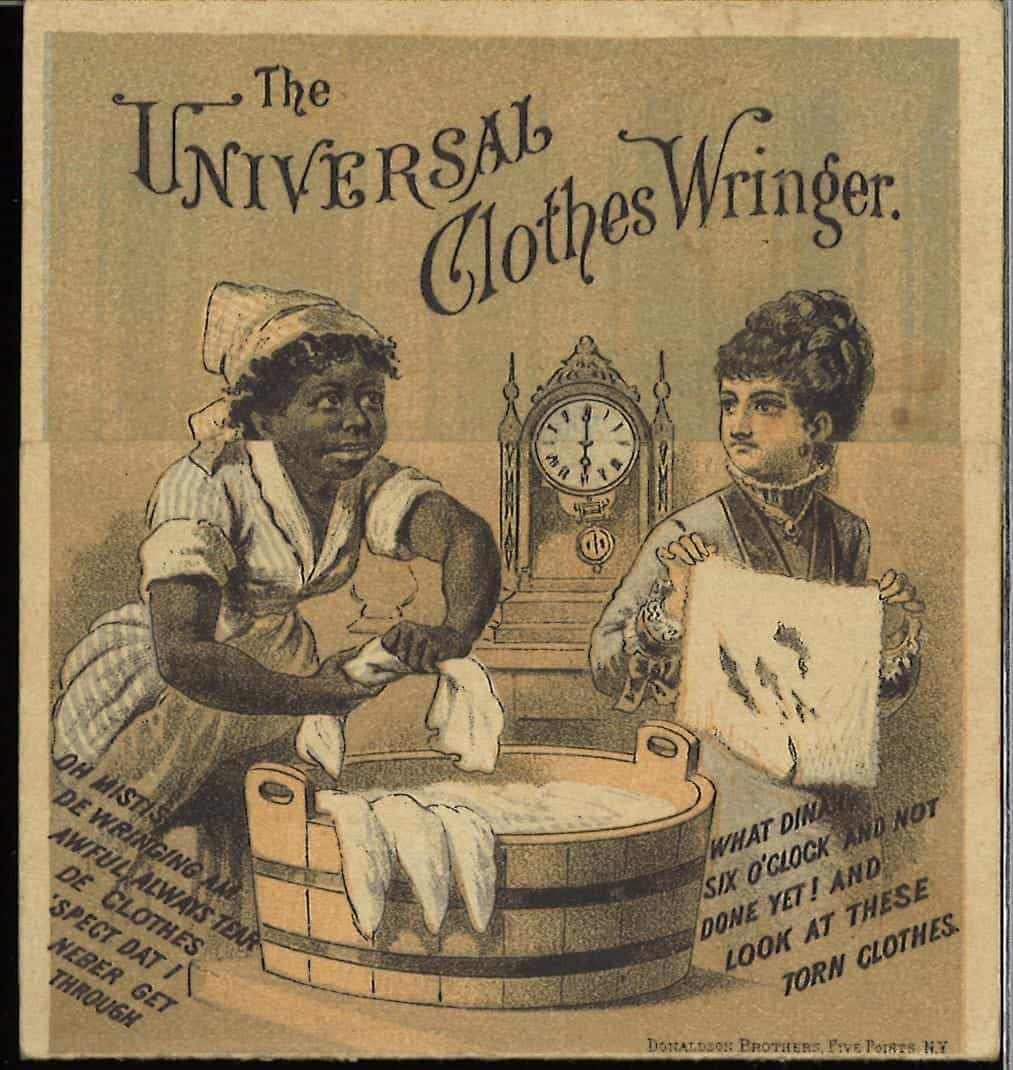 The
UNIVERSAL
Clothes Wringer.
OH MISTIS
DE WRINGING AM
AWFUL, ALWAYS TEAR
DE CLOTHES
'SPECT DAT I
NEBER GET
THROUGH
WHAT DINAH
SIX O'CLOCK AND NOT
DONE YET! AND
LOOK AT THESE
TORN CLOTHES.
DONALDSON BROTHERS, FIVE POINTS, N.Y